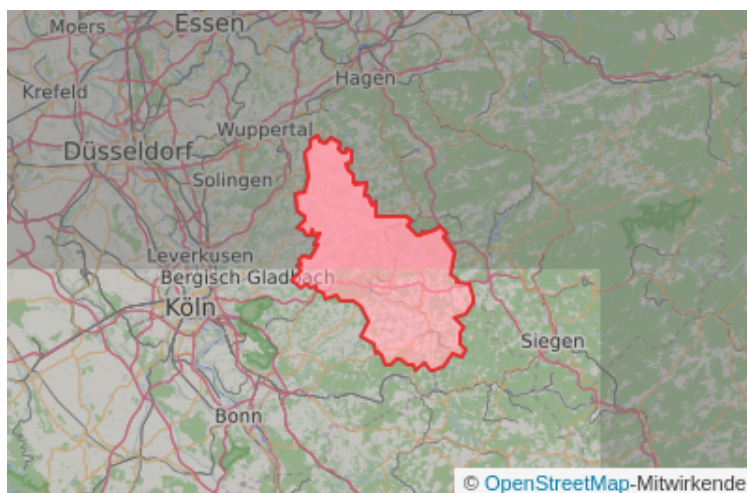 Moers
Essen
Krefeld
Hagen
Wuppertal
Düsseldorf
Solingen
Leverkusen
Bergisch Gladbach
Köln
Siegen
Bonn
© OpenStreetMap-Mitwirkende